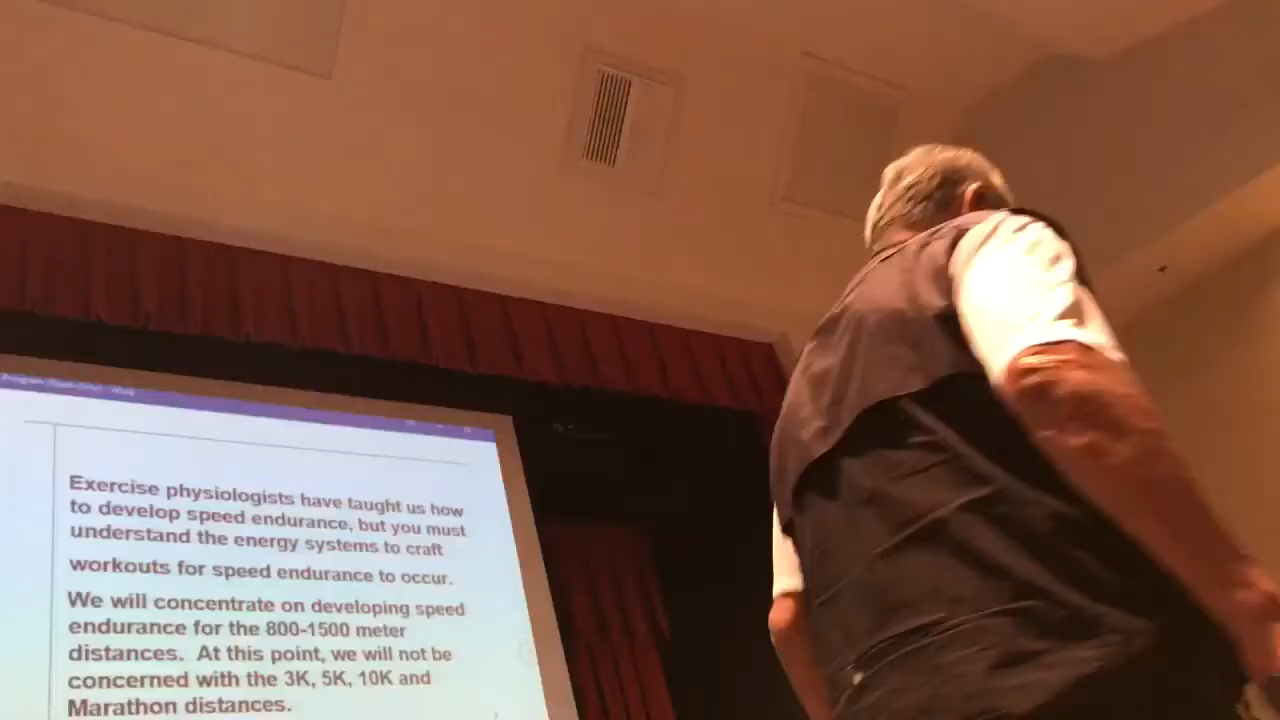 Exercise physiologists have taught us how
to develop speed endurance, but you must
understand the energy systems to craft
workouts for speed endurance to occur.
We will concentrate on developing speed
endurance for the 800-1500 meter
distances. At this point, we will not be
concerned with the 3K, 5K, 10K and
Marathon distances.